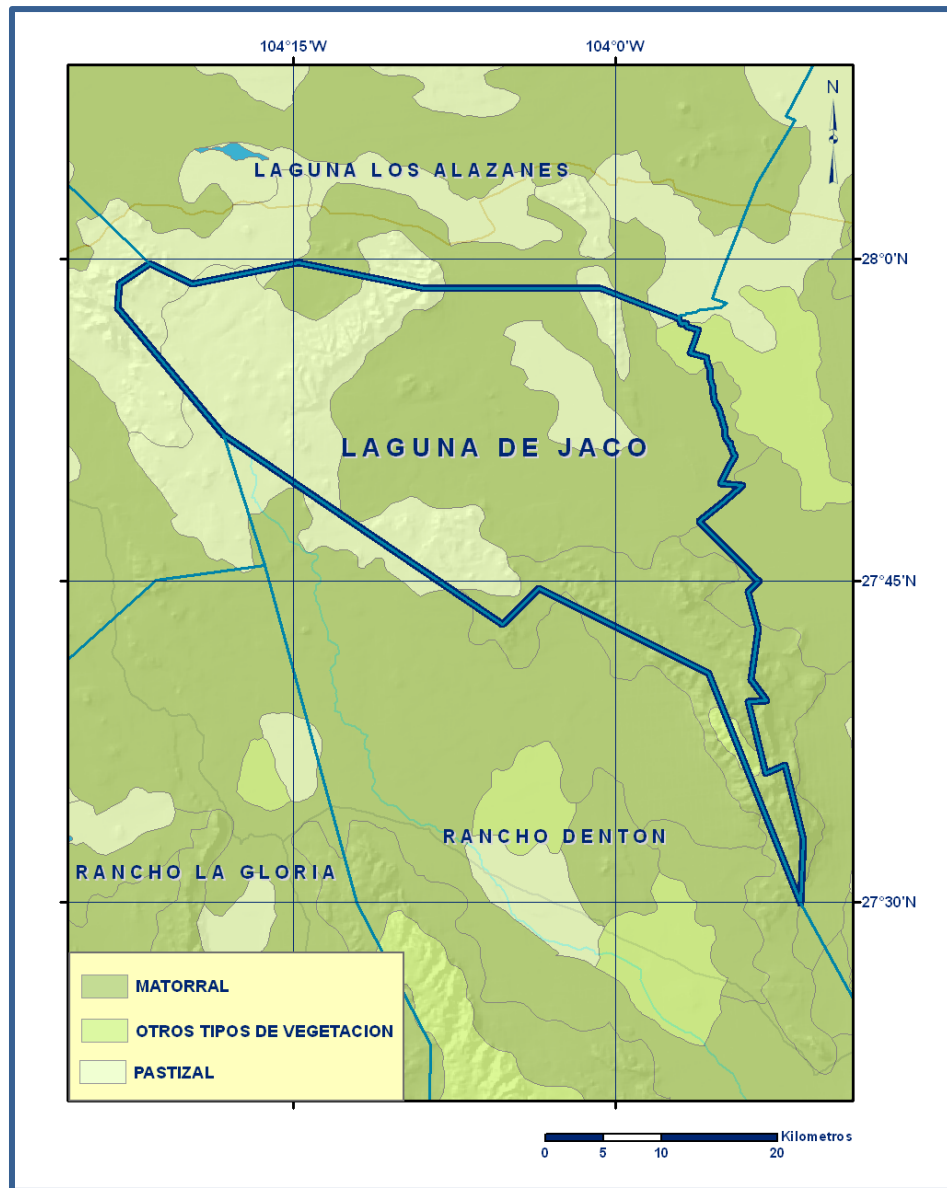 104°15'W 104°0'W
N
LAGUNA LOS ALAZANES
28°0'N
LAGUNA DE JACO
27°45'N
RANCHO DENTON
RANCHO LA GLORIA
27°30'N
MATORRAL
OTROS TIPOS DE VEGETACION
PASTIZAL
Kilometros
0 5 10 20